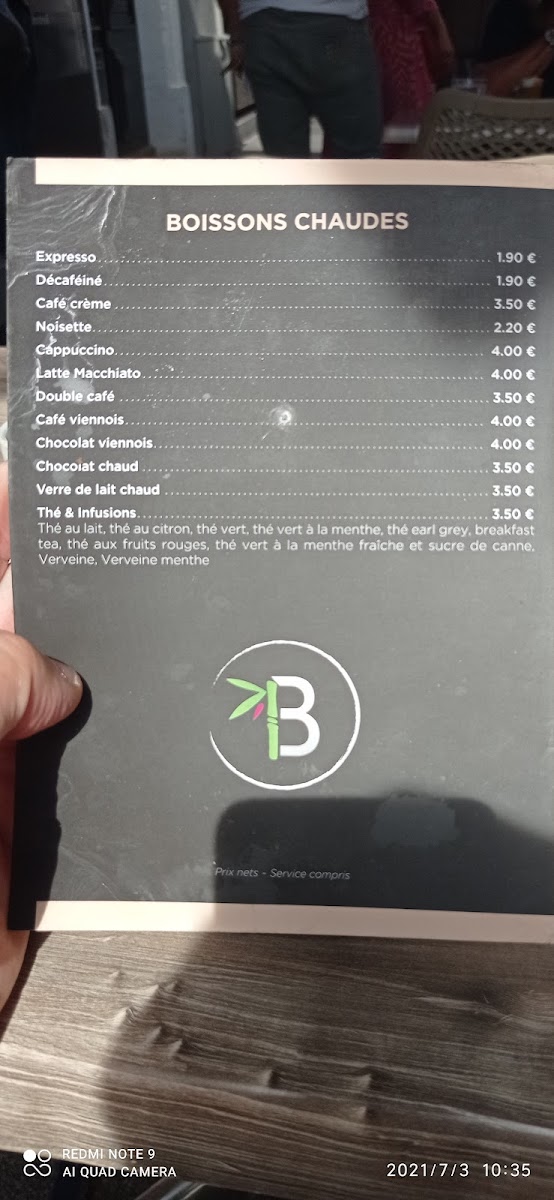 BOISSONS CHAUDES
Expresso 1.90 €
Décaféiné 1.90 €
Café crème 3.50 €
Noisette 2.20 €
Cappuccino 4.00 €
Latte Macchiato 4.00 €
Double café 3.50 €
Café viennois 4.00 €
Chocolat viennois 4.00 €
Chocolat chaud 3.50 €
Verre de lait chaud 3.50 €
Thé & Infusions 3.50 €
Thé au lait, thé au citron, thé vert, thé vert à la menthe, thé earl grey, breakfast
tea, thé aux fruits rouges, thé vert à la menthe fraîche et sucre de canne,
Verveine, Verveine menthe
B
Prix nets - Service compris
REDMI NOTE 9
AI QUAD CAMERA
2021/7/3 10:35